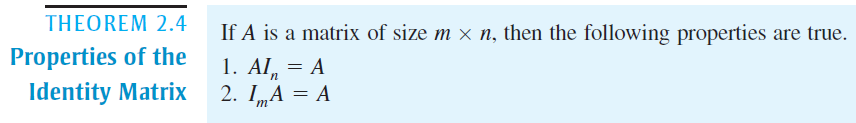 THEOREM 2.4
Properties of the
Identity Matrix
If A is a matrix of size m × n, then the following properties are true.
1. AIₙ = A
2. IₘA = A